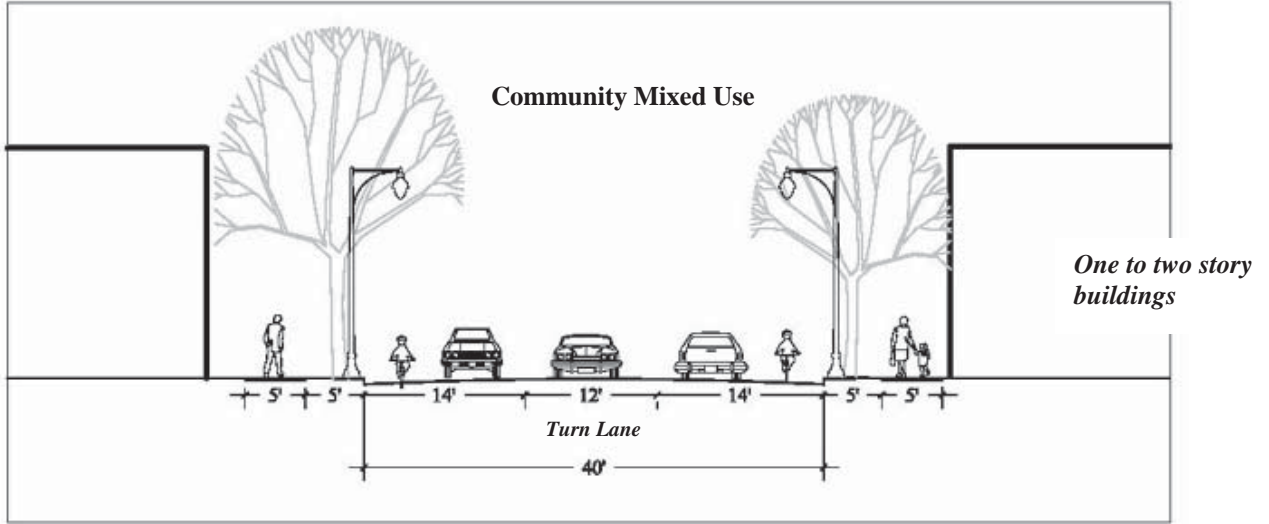 Community Mixed Use
One to two story
buildings
5' 5' 14' 12' 14' 5' 5'
Turn Lane
40'